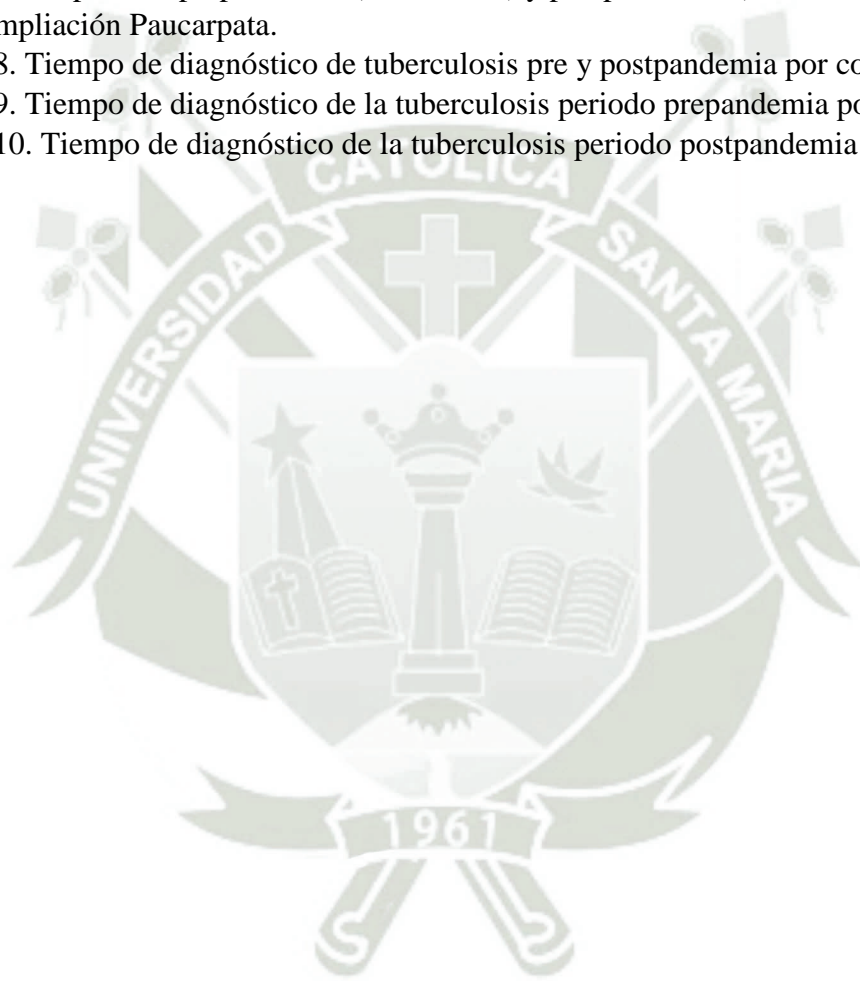 mpliación Paucarpata.
8. Tiempo de diagnóstico de tuberculosis pre y postpandemia por co
9. Tiempo de diagnóstico de la tuberculosis periodo prepandemia po
10. Tiempo de diagnóstico de la tuberculosis periodo postpandemia
CATOLICA
UNIVERSIDAD
SANTA MARIA
1961